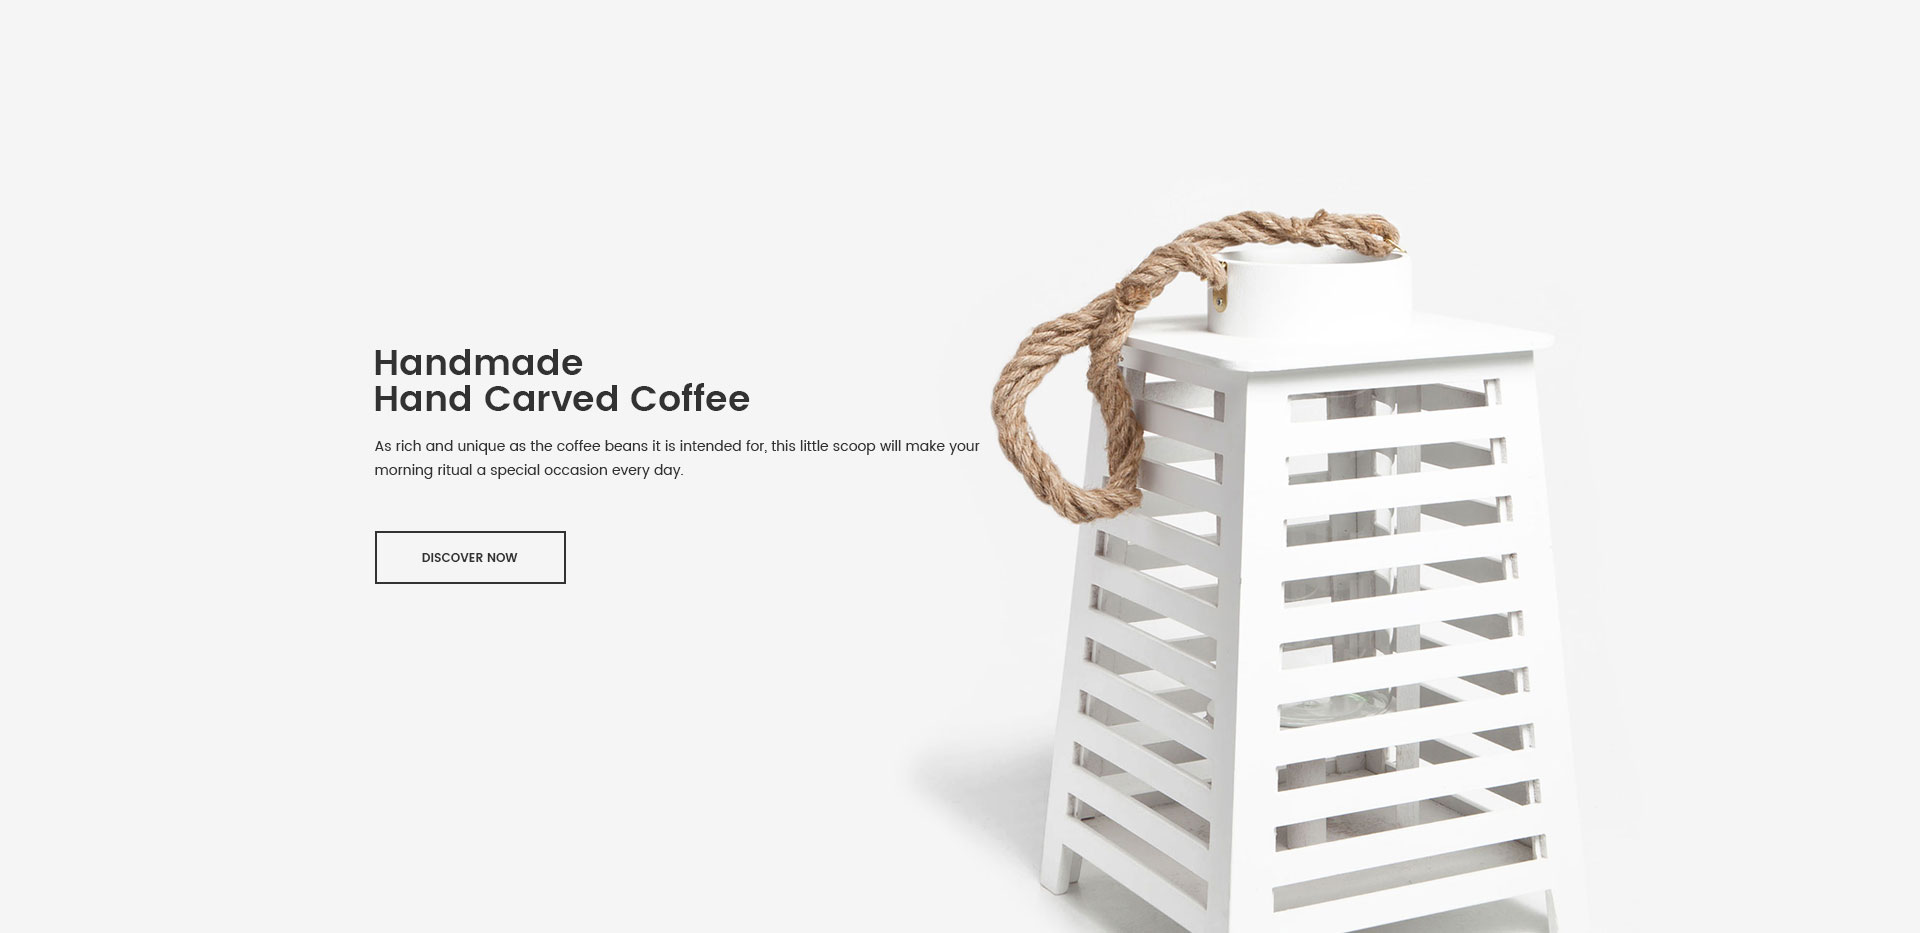 Handmade
Hand Carved Coffee
As rich and unique as the coffee beans it is intended for, this little scoop will make your
morning ritual a special occasion every day.
DISCOVER NOW